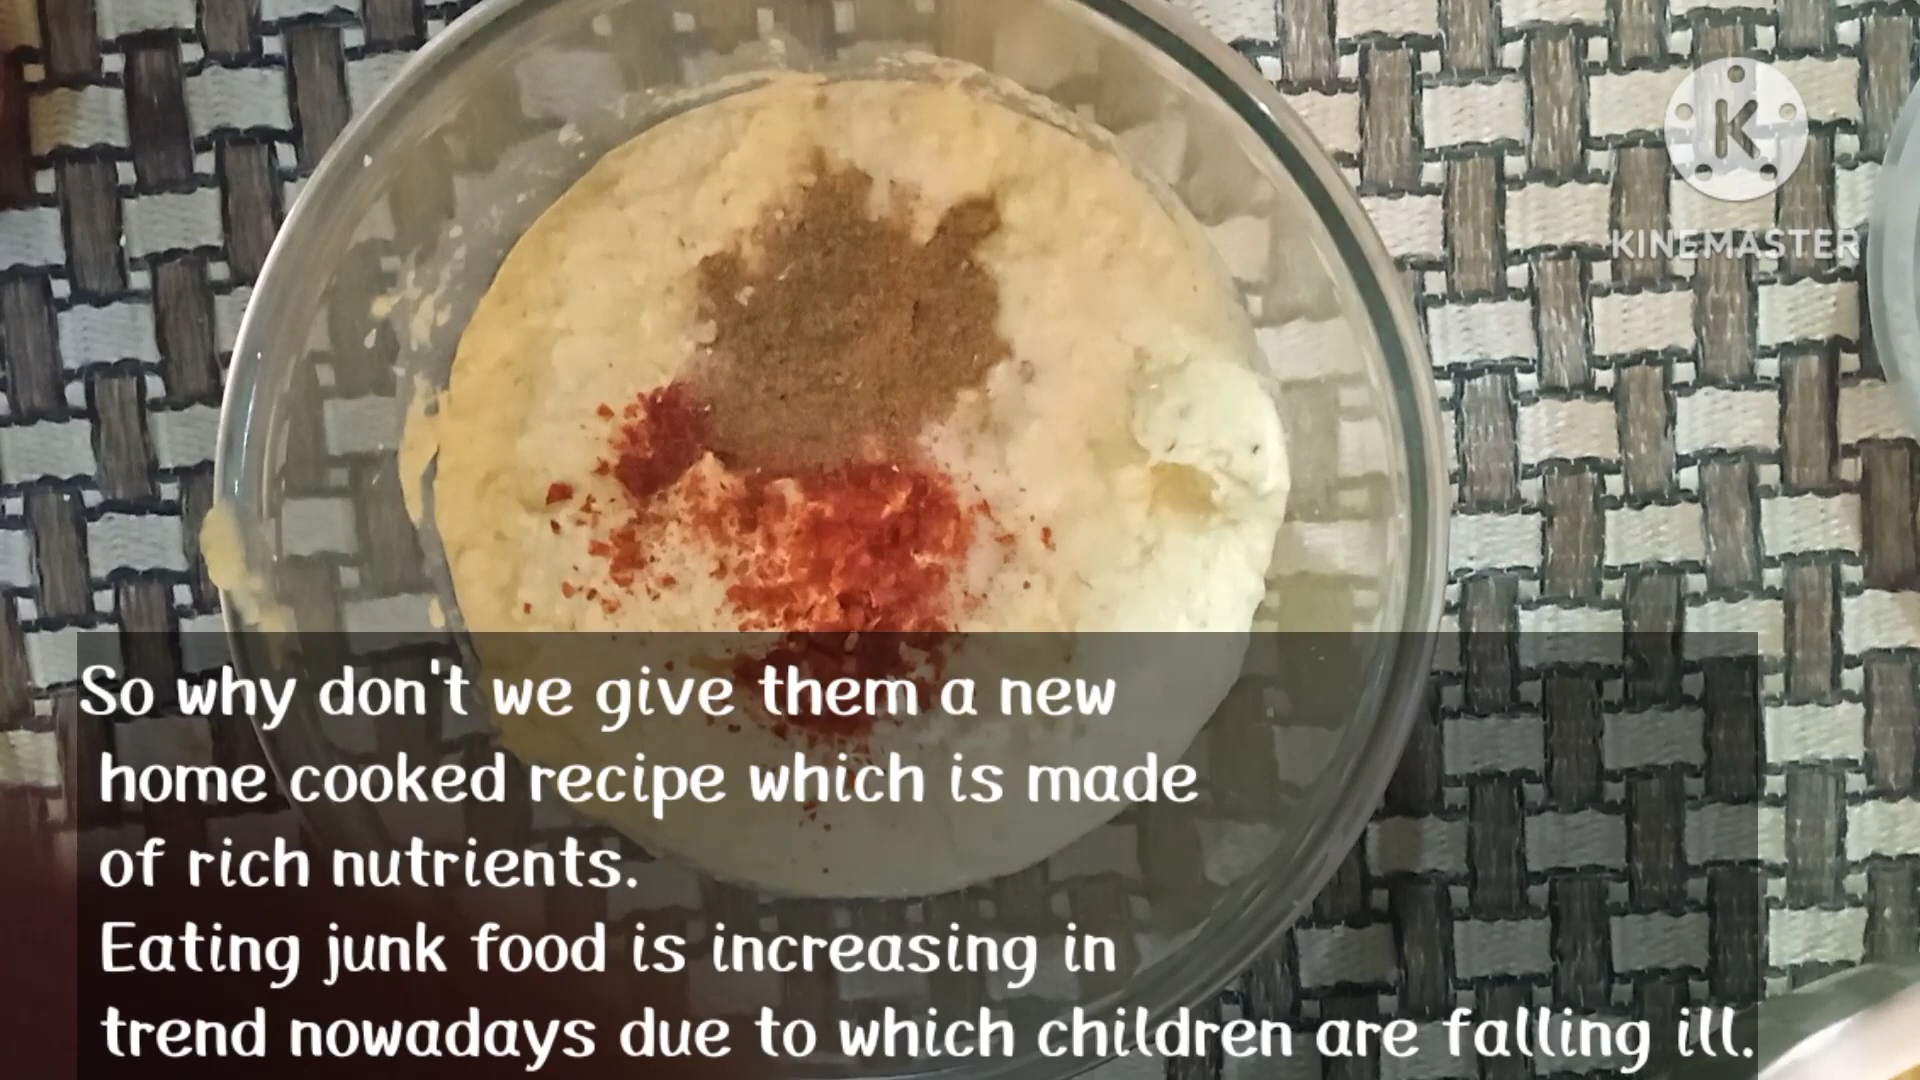 K
KINEMASTER
So why don't we give them a new
home cooked recipe which is made
of rich nutrients.
Eating junk food is increasing in
trend nowadays due to which children are falling ill.